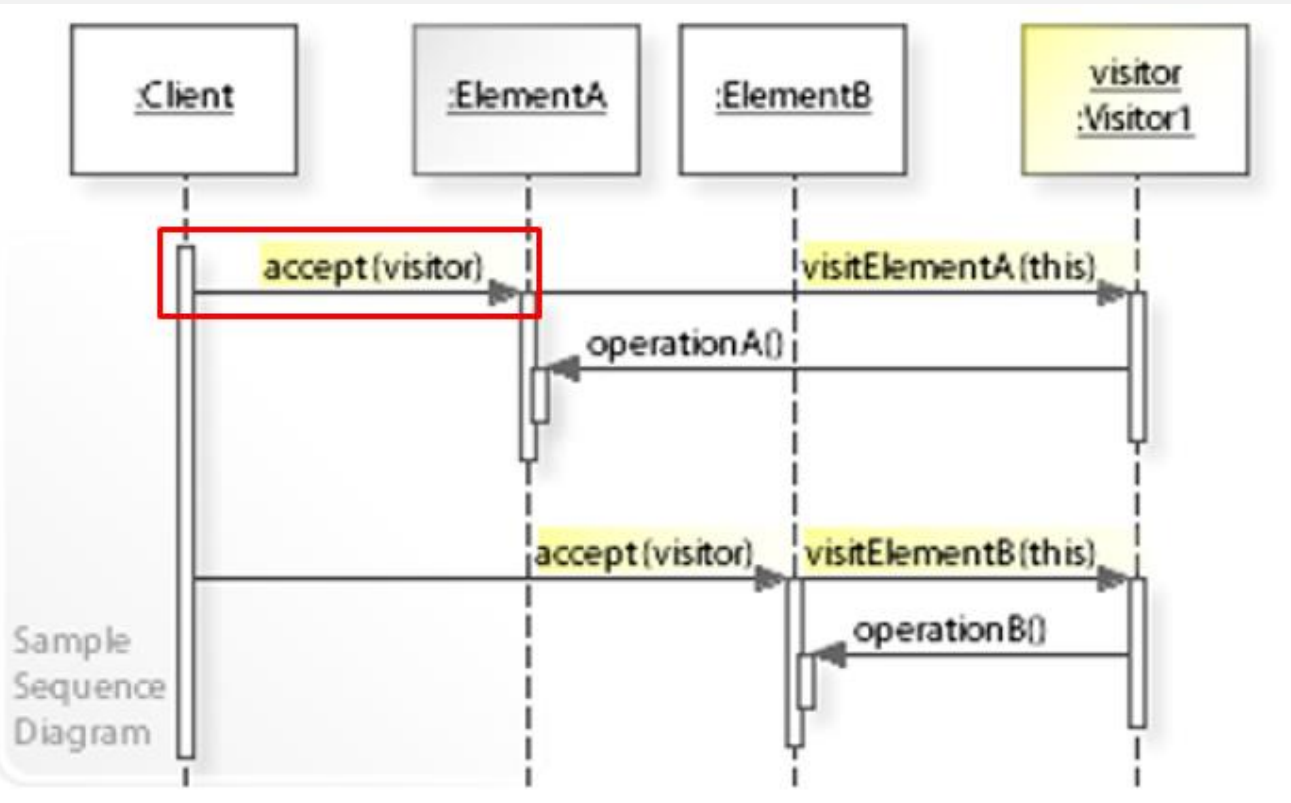 :Client
:ElementA
:ElementB
visitor
:Visitor1
accept(visitor)
visitElementA(this)
operationA()
accept(visitor)
visitElementB(this)
operationB()
Sample
Sequence
Diagram